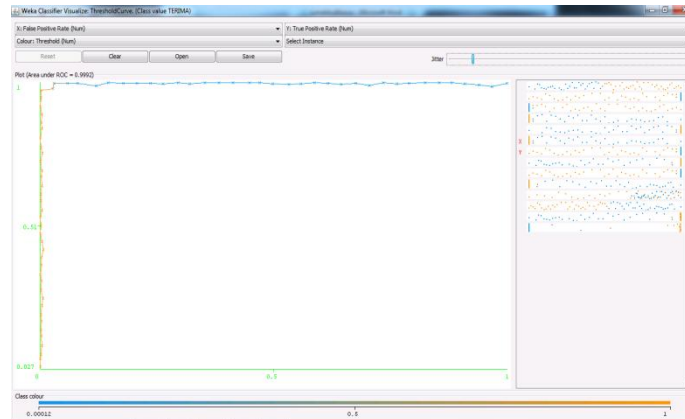 Weka Classifier Visualize: ThresholdCurve. (Class value TERIMA)
X: False Positive Rate (Num)
Y: True Positive Rate (Num)
Colour: Threshold (Num)
Select Instance
Reset
Clear
Open
Save
Jitter
Plot (Area under ROC = 0.9992)
1
0.51
0.027
0
0.5
1
X
Y
Class colour
0.00012
0.5
1